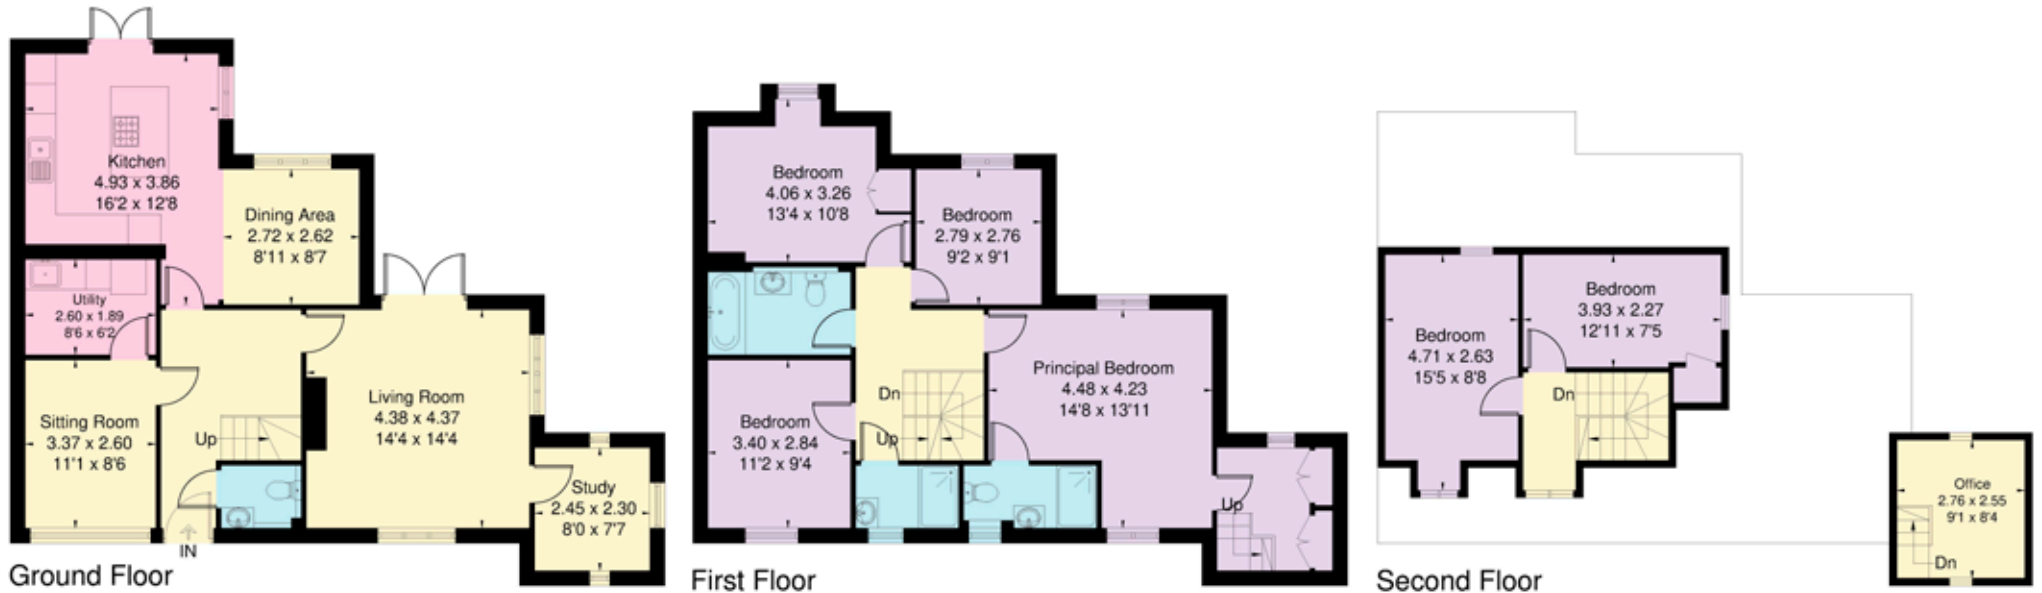 Kitchen
4.93 x 3.86
16'2 x 12'8
Dining Area
2.72 x 2.62
8'11 x 8'7
Utility
2.60 x 1.89
8'6 x 6'2
Sitting Room
3.37 x 2.60
11'1 x 8'6
Up
Living Room
4.38 x 4.37
14'4 x 14'4
Study
2.45 x 2.30
8'0 x 7'7
IN
Ground Floor
Bedroom
4.06 x 3.26
13'4 x 10'8
Bedroom
2.79 x 2.76
9'2 x 9'1
Principal Bedroom
4.48 x 4.23
14'8 x 13'11
Dn
Up
Bedroom
3.40 x 2.84
11'2 x 9'4
Up
First Floor
Bedroom
4.71 x 2.63
15'5 x 8'8
Bedroom
3.93 x 2.27
12'11 x 7'5
Dn
Office
2.76 x 2.55
9'1 x 8'4
Dn
Second Floor